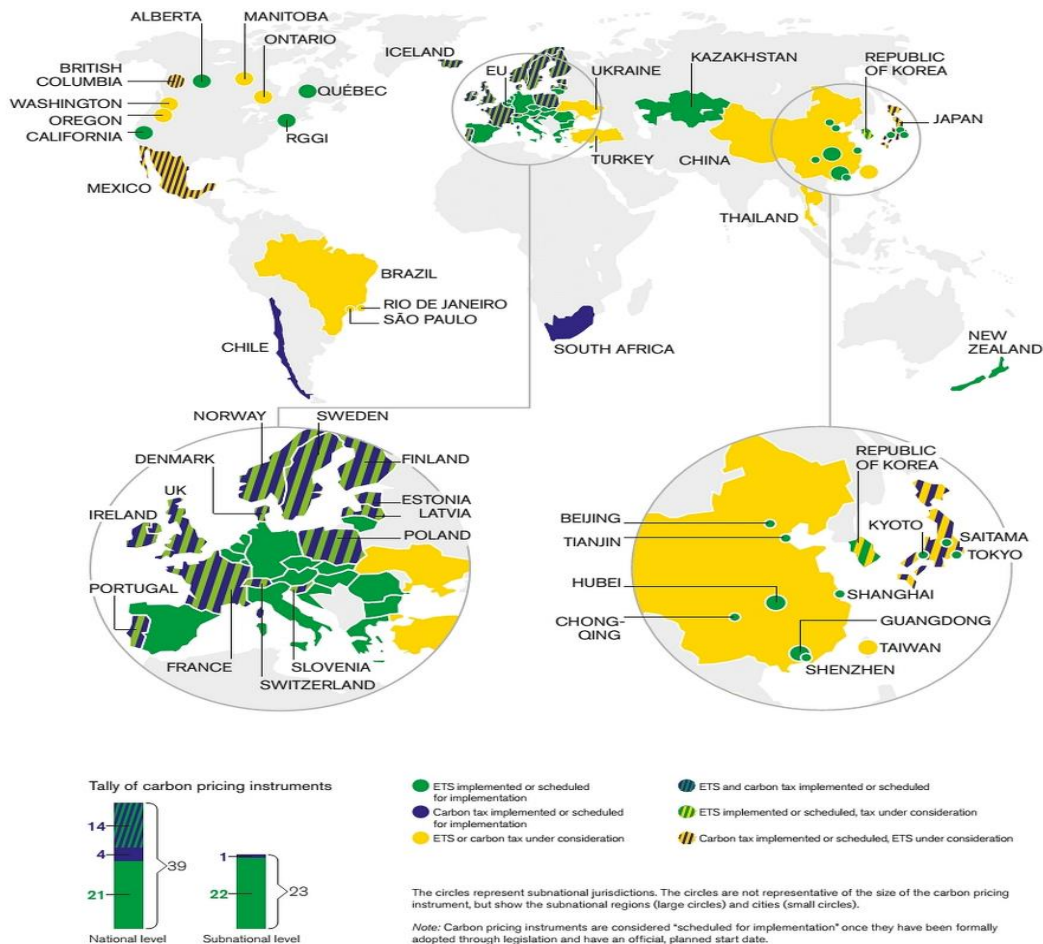 ALBERTA
MANITOBA
ONTARIO
BRITISH
COLUMBIA
WASHINGTON
OREGON
CALIFORNIA
QUÉBEC
RGGI
MEXICO
ICELAND
EU
UKRAINE
KAZAKHSTAN
REPUBLIC
OF KOREA
JAPAN
TURKEY
CHINA
THAILAND
BRAZIL
RIO DE JANEIRO
SÃO PAULO
CHILE
SOUTH AFRICA
NEW
ZEALAND
NORWAY
SWEDEN
DENMARK
FINLAND
UK
ESTONIA
IRELAND
LATVIA
POLAND
PORTUGAL
FRANCE
SLOVENIA
SWITZERLAND
REPUBLIC
OF KOREA
BEIJING
TIANJIN
KYOTO
SAITAMA
TOKYO
HUBEI
SHANGHAI
CHONG-
QING
GUANGDONG
TAIWAN
SHENZHEN
Tally of carbon pricing instruments
14
4
21
39
National level
1
22
23
Subnational level
ETS implemented or scheduled
for implementation
Carbon tax implemented or scheduled
for implementation
ETS or carbon tax under consideration
ETS and carbon tax implemented or scheduled
ETS implemented or scheduled, tax under consideration
Carbon tax implemented or scheduled, ETS under consideration
The circles represent subnational jurisdictions. The circles are not representative of the size of the carbon pricing
instrument, but show the subnational regions (large circles) and cities (small circles).
Note: Carbon pricing instruments are considered "scheduled for implementation" once they have been formally
adopted through legislation and have an official, planned start date.